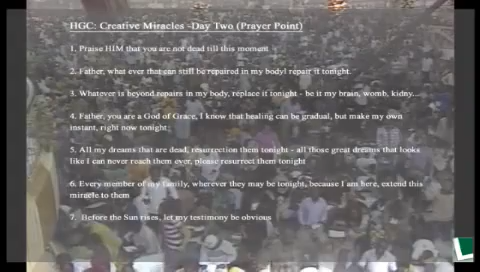 HGC: Creative Miracles -Day Two (Prayer Point)
1. Praise HIM that you are not dead till this moment
2. Father, what ever that can still be repaired in my body! repair it tonight.
3. Whatever is beyond repairs in my body, replace it tonight - be it my brain, womb, kidny....
4. Father, you are a God of Grace, I know that healing can be gradual, but make my own
instant, right now tonight
5. All my dreams that are dead, resurrection them tonight - all those great dreams that looks
like I can never reach them ever, please resurrect them tonight
6. Every member of my family, wherever they may be tonight, because I am here, extend this
miracle to them
7. Before the Sun rises, let my testimony be obvious